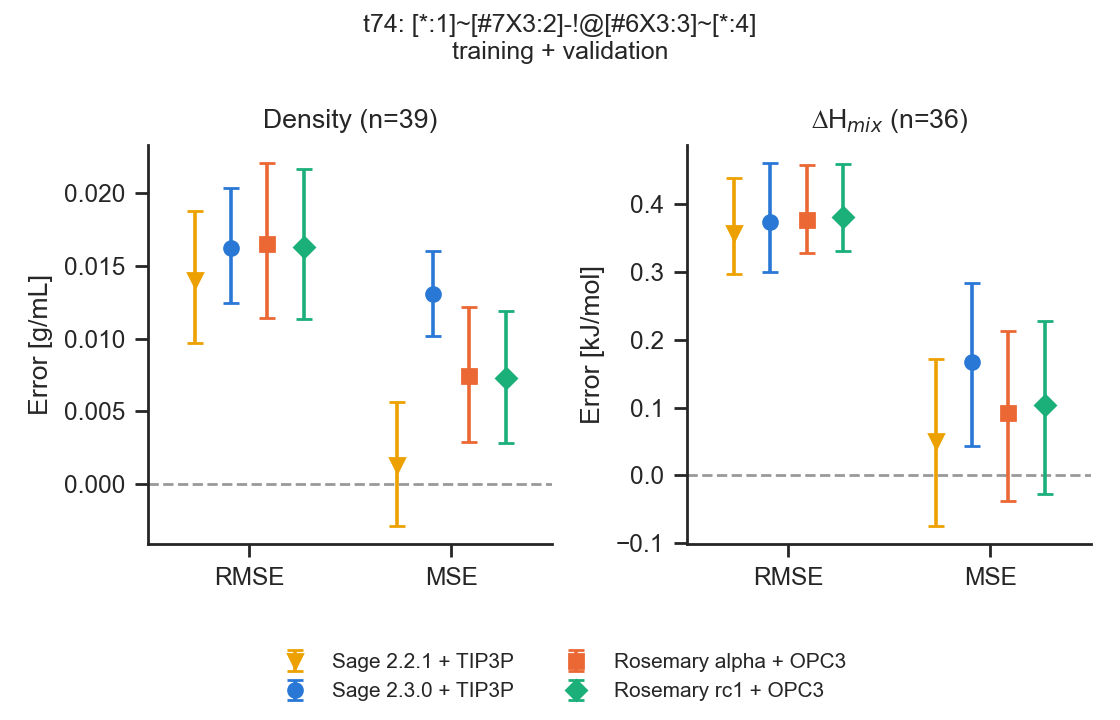 t74: [*:1]~[#7X3:2]-!@[#6X3:3]~[*:4]
training + validation
Density (n=39)
ΔH_mix (n=36)
Error [g/mL]
0.020
0.015
0.010
0.005
0.000
RMSE
MSE
Error [kJ/mol]
0.4
0.3
0.2
0.1
0.0
−0.1
RMSE
MSE
Sage 2.2.1 + TIP3P
Sage 2.3.0 + TIP3P
Rosemary alpha + OPC3
Rosemary rc1 + OPC3